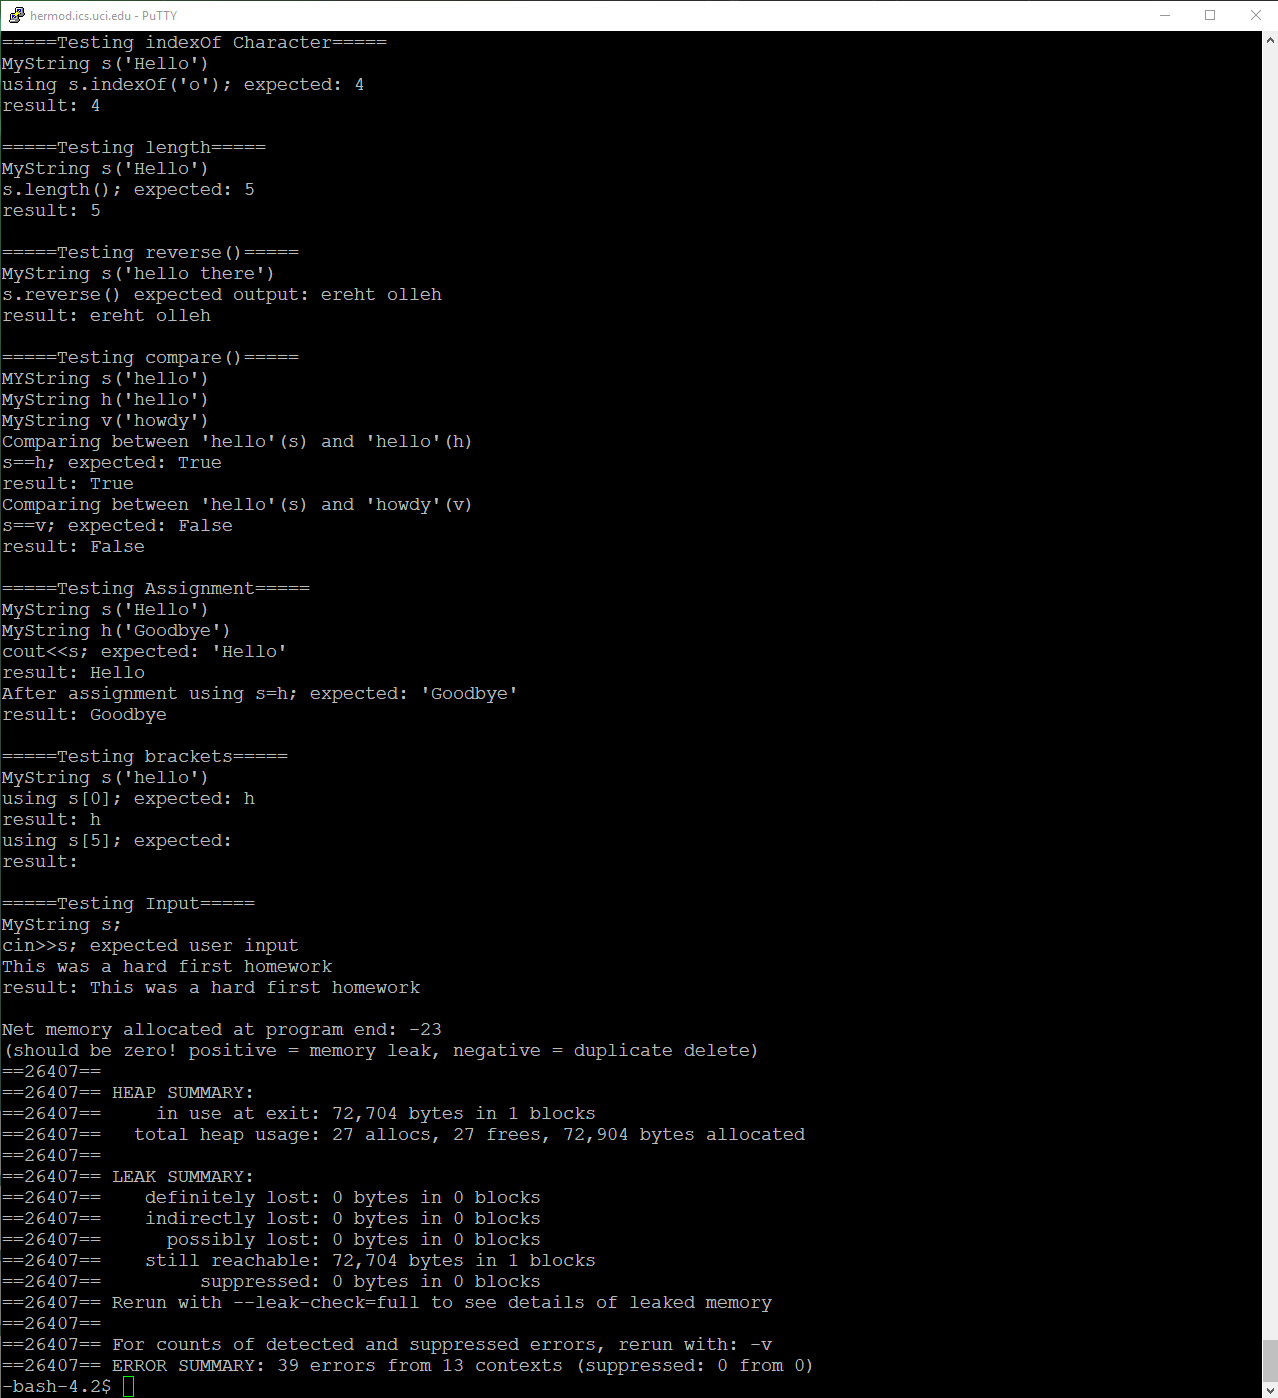 hermod.ics.uci.edu - PuTTY
=====Testing indexOf Character=====
MyString s('Hello')
using s.indexOf('o'); expected: 4
result: 4
=====Testing length=====
MyString s('Hello')
s.length(); expected: 5
result: 5
=====Testing reverse()=====
MyString s('hello there')
s.reverse() expected output: ereht olleh
result: ereht olleh
=====Testing compare()=====
MYString s('hello')
MyString h('hello')
MyString v('howdy')
Comparing between 'hello'(s) and 'hello'(h)
s==h; expected: True
result: True
Comparing between 'hello'(s) and 'howdy'(v)
s==v; expected: False
result: False
=====Testing Assignment=====
MyString s('Hello')
MyString h('Goodbye')
cout<<s; expected: 'Hello'
result: Hello
After assignment using s=h; expected: 'Goodbye'
result: Goodbye
=====Testing brackets=====
MyString s('hello')
using s[0]; expected: h
result: h
using s[5]; expected:
result:
=====Testing Input=====
MyString s;
cin>>s; expected user input
This was a hard first homework
result: This was a hard first homework
Net memory allocated at program end: -23
(should be zero! positive = memory leak, negative = duplicate delete)
==26407==
==26407== HEAP SUMMARY:
==26407==     in use at exit: 72,704 bytes in 1 blocks
==26407==   total heap usage: 27 allocs, 27 frees, 72,904 bytes allocated
==26407==
==26407== LEAK SUMMARY:
==26407==    definitely lost: 0 bytes in 0 blocks
==26407==    indirectly lost: 0 bytes in 0 blocks
==26407==      possibly lost: 0 bytes in 0 blocks
==26407==    still reachable: 72,704 bytes in 1 blocks
==26407==         suppressed: 0 bytes in 0 blocks
==26407== Rerun with --leak-check=full to see details of leaked memory
==26407==
==26407== For counts of detected and suppressed errors, rerun with: -v
==26407== ERROR SUMMARY: 39 errors from 13 contexts (suppressed: 0 from 0)
-bash-4.2$